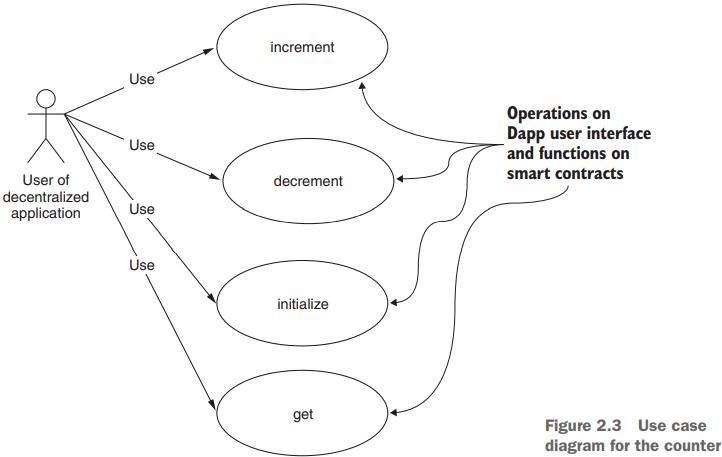 increment
Use
Operations on
Dapp user interface
and functions on
smart contracts
Use
decrement
User of
decentralized
application
Use
Use
initialize
get
Figure 2.3 Use case
diagram for the counter